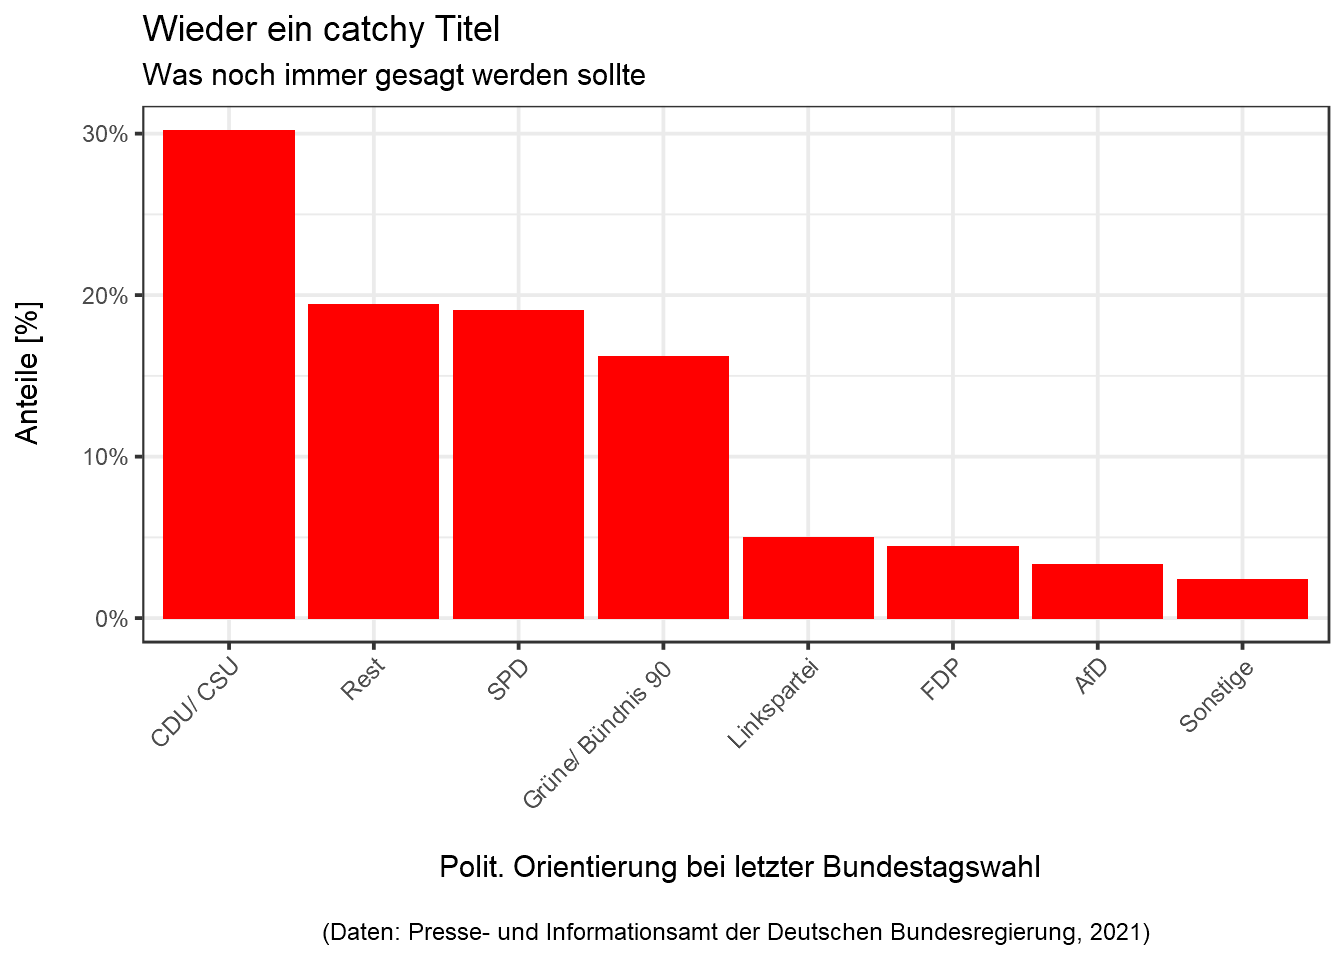 Wieder ein catchy Titel
Was noch immer gesagt werden sollte
Anteile [%]
30%
20%
10%
0%
CDU/ CSU
Rest
SPD
Grüne/ Bündnis 90
Linkspartei
FDP
AfD
Sonstige
Polit. Orientierung bei letzter Bundestagswahl
(Daten: Presse- und Informationsamt der Deutschen Bundesregierung, 2021)